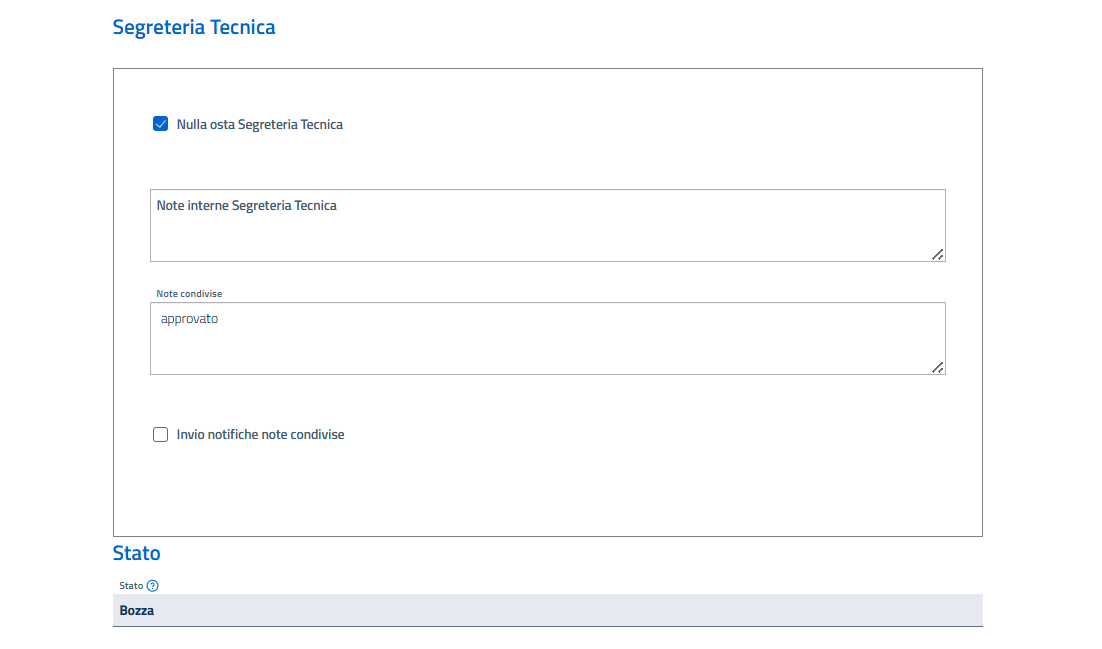 Segreteria Tecnica
Nulla osta Segreteria Tecnica
Note interne Segreteria Tecnica
Note condivise
approvato
Invio notifiche note condivise
Stato
Stato ?
Bozza